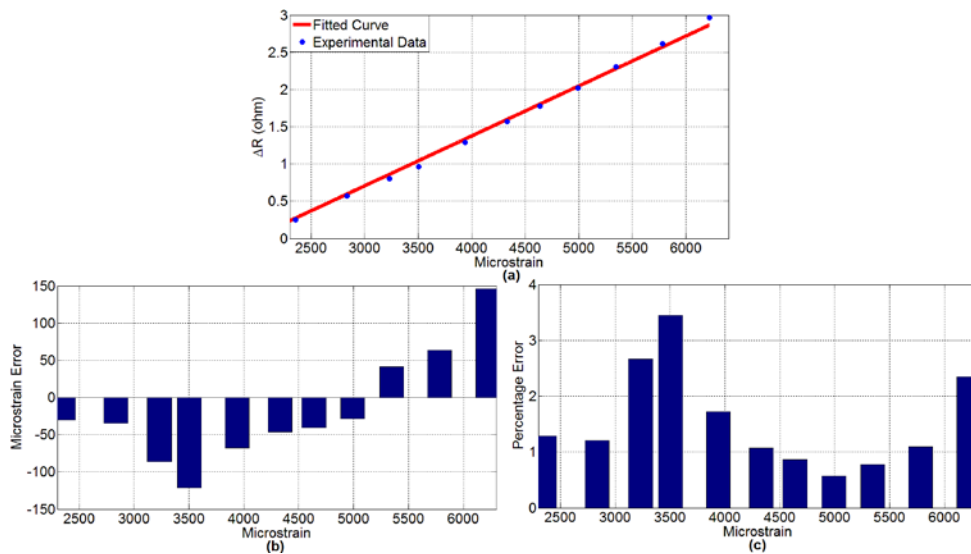 3
2.5
2
1.5
1
0.5
0
ΔR (ohm)
Fitted Curve
Experimental Data
2500 3000 3500 4000 4500 5000 5500 6000
Microstrain
(a)
150
100
50
0
-50
-100
-150
Microstrain Error
2500 3000 3500 4000 4500 5000 5500 6000
Microstrain
(b)
4
3
2
1
0
Percentage Error
2500 3000 3500 4000 4500 5000 5500 6000
Microstrain
(c)